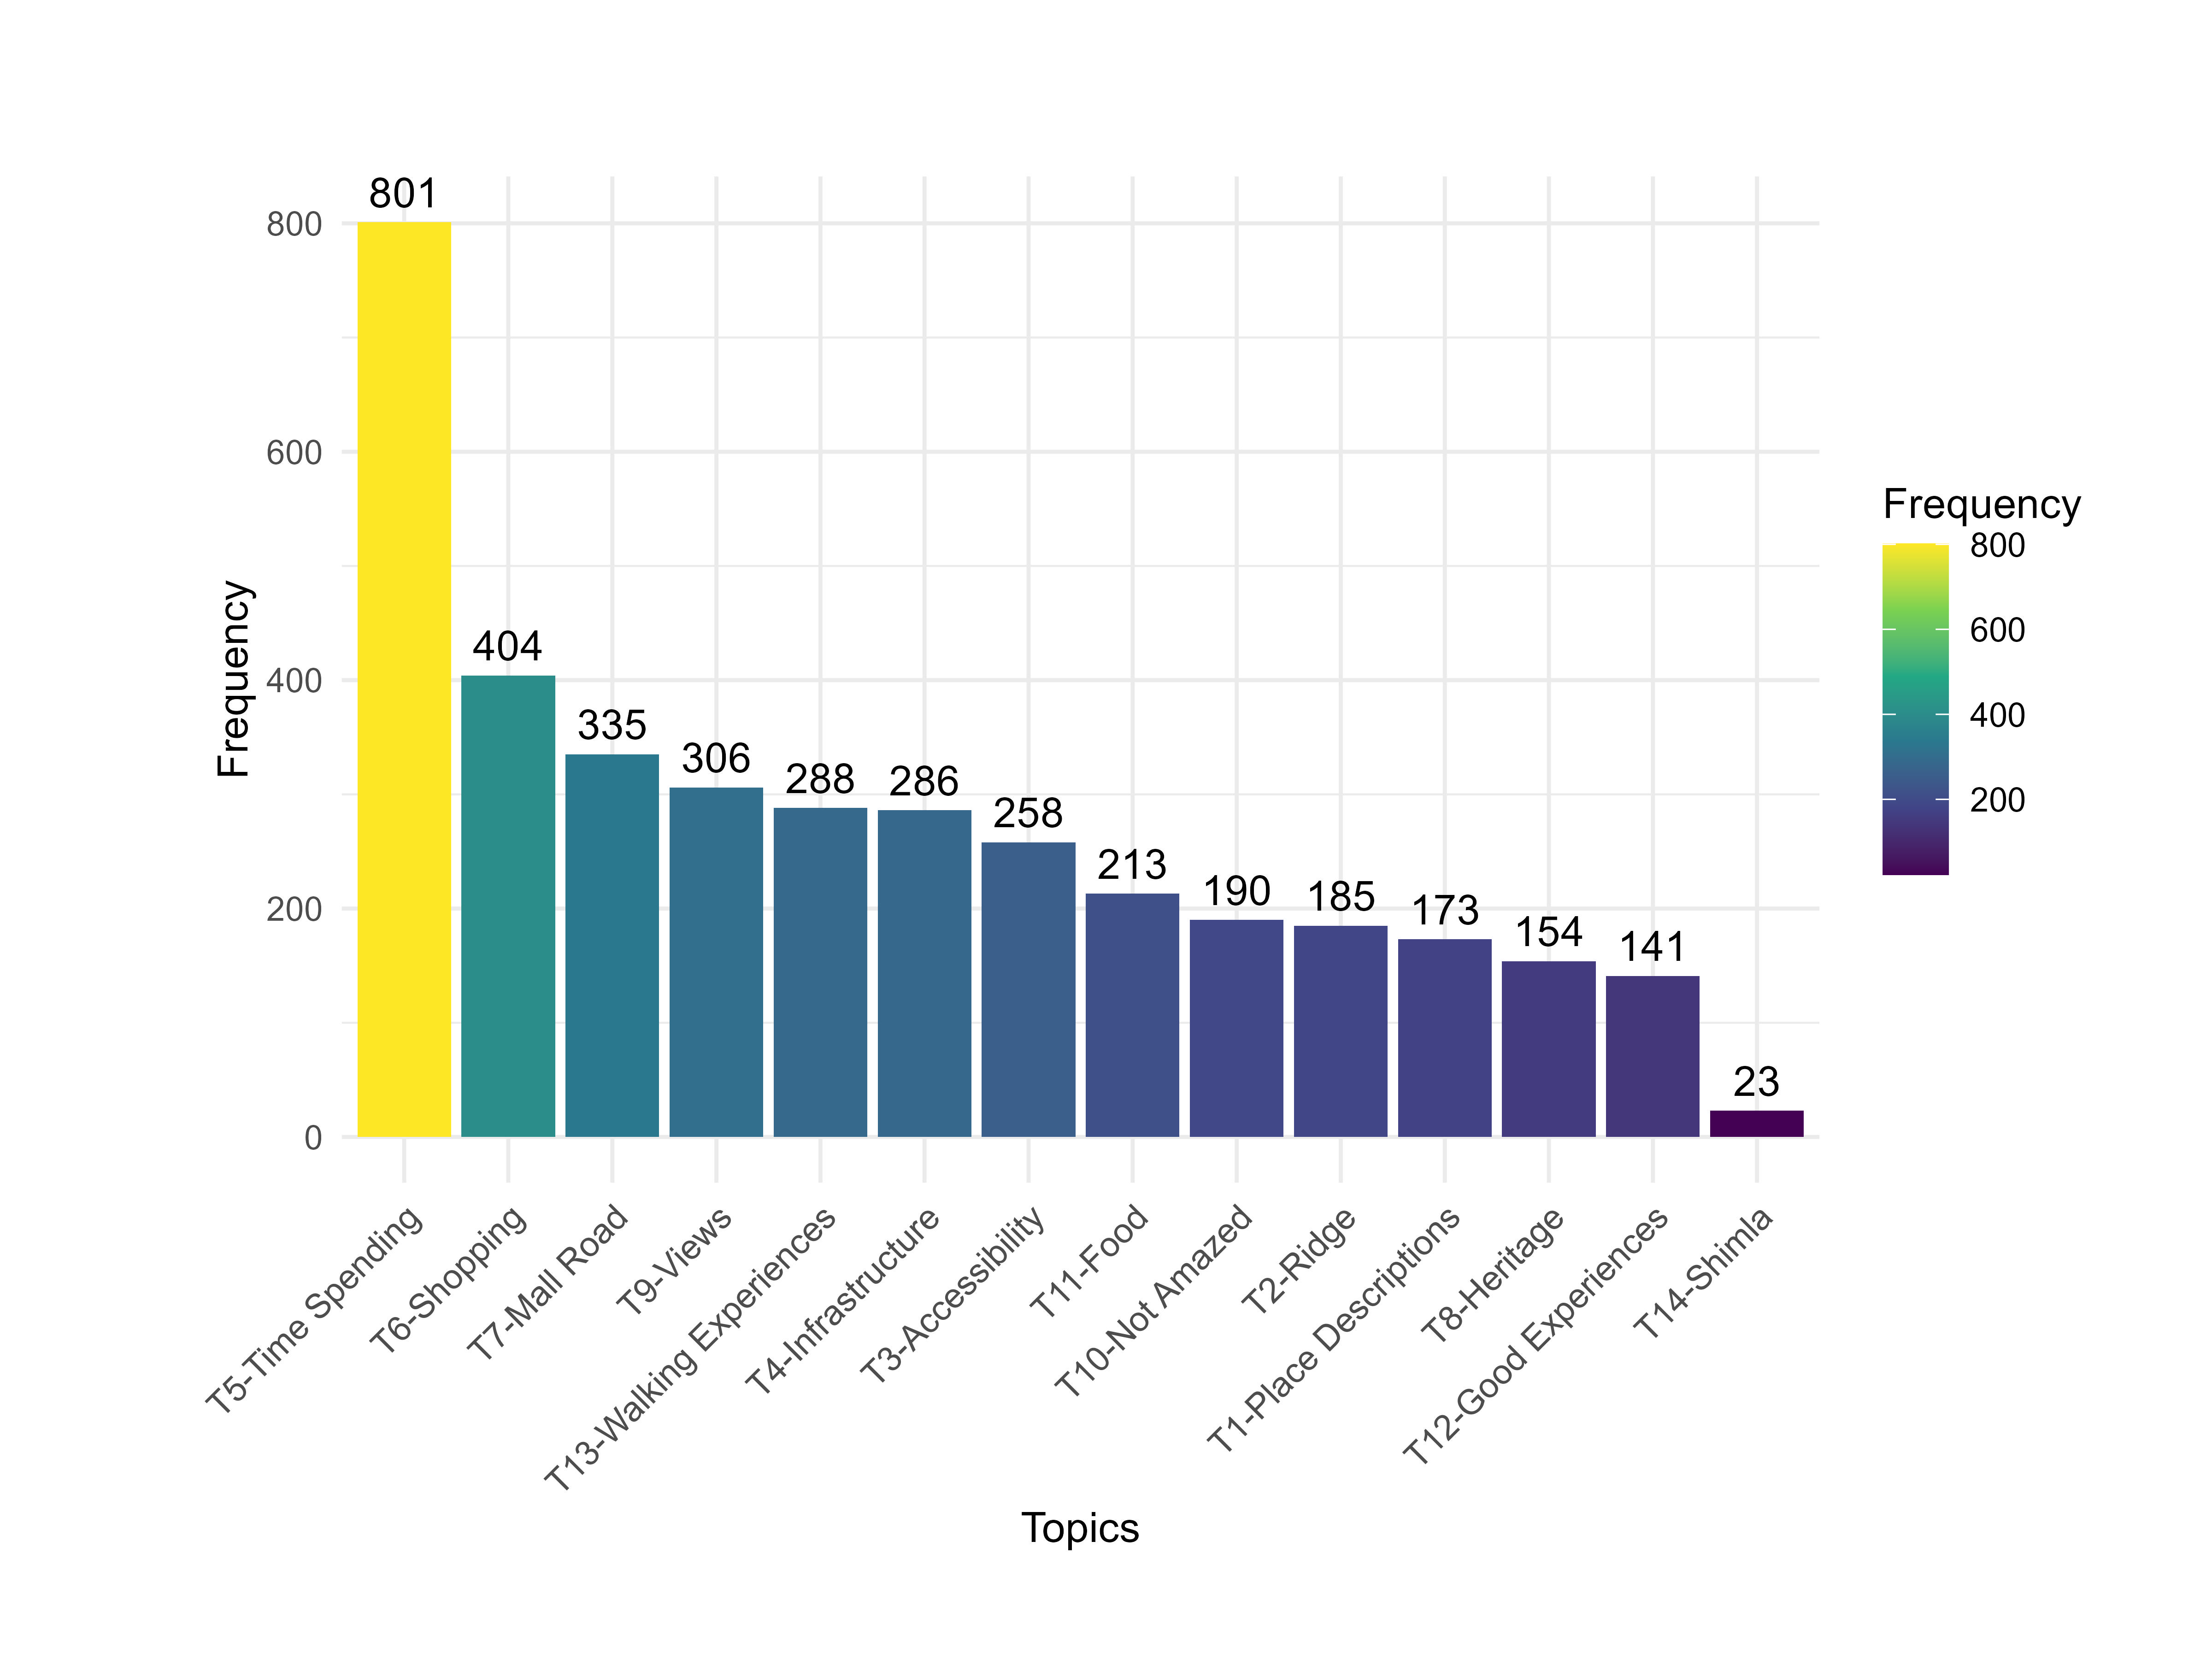 801
404
335
306
288
286
258
213
190
185
173
154
141
23
800
600
400
200
0
Frequency
T5-Time Spending
T6-Shopping
T7-Mall Road
T9-Views
T13-Walking Experiences
T4-Infrastructure
T3-Accessibility
T11-Food
T10-Not Amazed
T2-Ridge
T1-Place Descriptions
T8-Heritage
T12-Good Experiences
T14-Shimla
Topics
Frequency
800
600
400
200